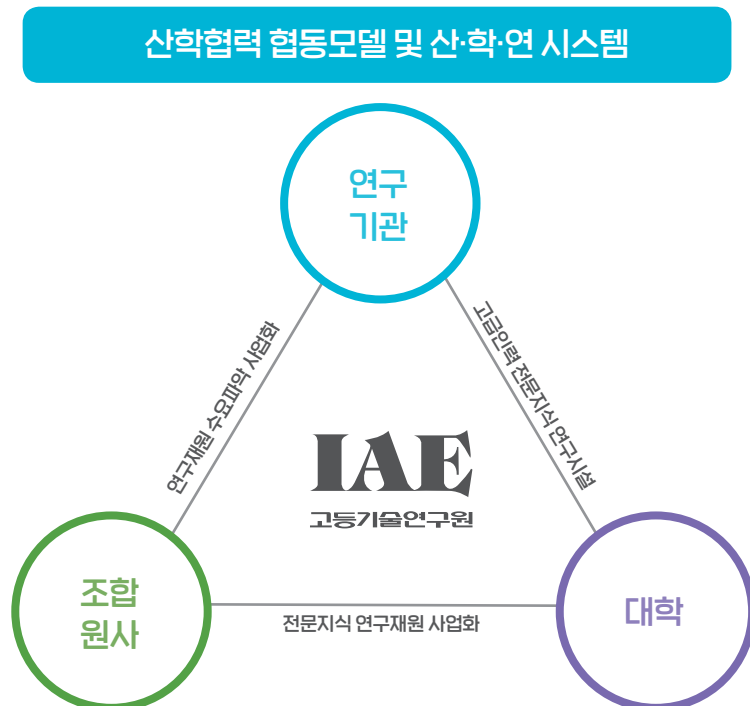 산학협력 협동모델 및 산·학·연 시스템
연구
기관
연구재원 수요파악 사업화
고급인력 전문지식 연구시설
IAE
고등기술연구원
조합
원사
대학
전문지식 연구재원 사업화